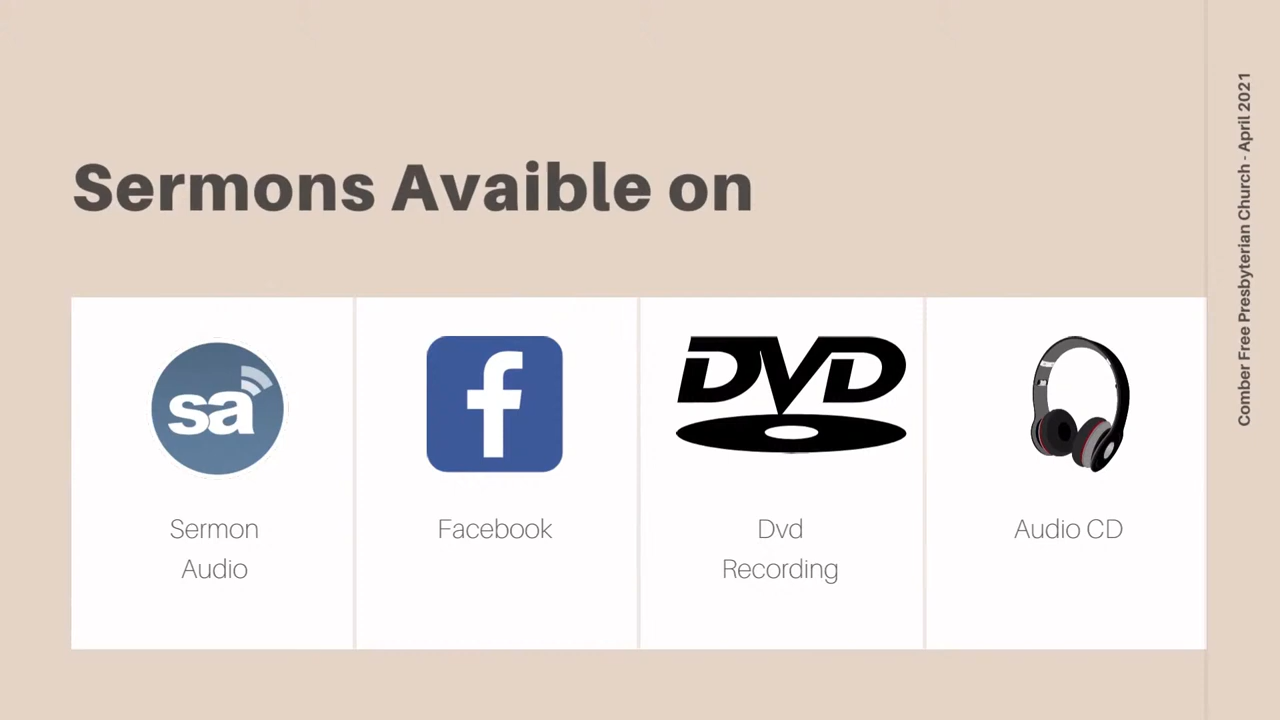 Sermons Avaible on
sa
f
DVD
Sermon
Audio
Facebook
Dvd
Recording
Audio CD
Comber Free Presbyterian Church - April 2021